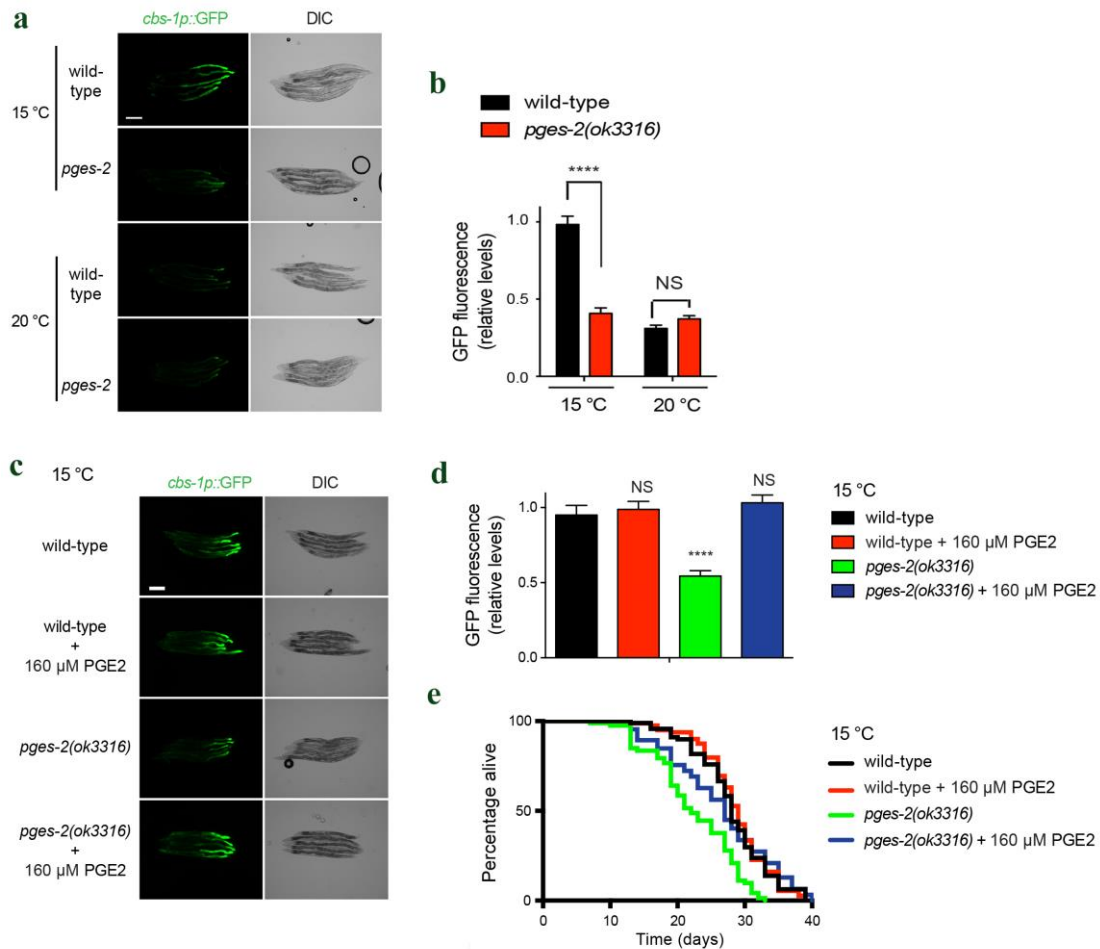 a
cbs-1p::GFP
DIC
15 °C
wild-
type
pges-2
20 °C
wild-
type
pges-2
b
wild-type
pges-2(ok3316)
****
NS
GFP fluorescence
(relative levels)
1.0
0.5
0.0
15 °C
20 °C
c
15 °C
cbs-1p::GFP
DIC
wild-type
wild-type
+
160 µM PGE2
pges-2(ok3316)
pges-2(ok3316)
+
160 µM PGE2
d
GFP fluorescence
(relative levels)
1.0
0.5
0.0
NS
****
NS
15 °C
wild-type
wild-type + 160 µM PGE2
pges-2(ok3316)
pges-2(ok3316) + 160 µM PGE2
e
Percentage alive
100
50
0
0 10 20 30 40
Time (days)
15 °C
wild-type
wild-type + 160 µM PGE2
pges-2(ok3316)
pges-2(ok3316) + 160 µM PGE2